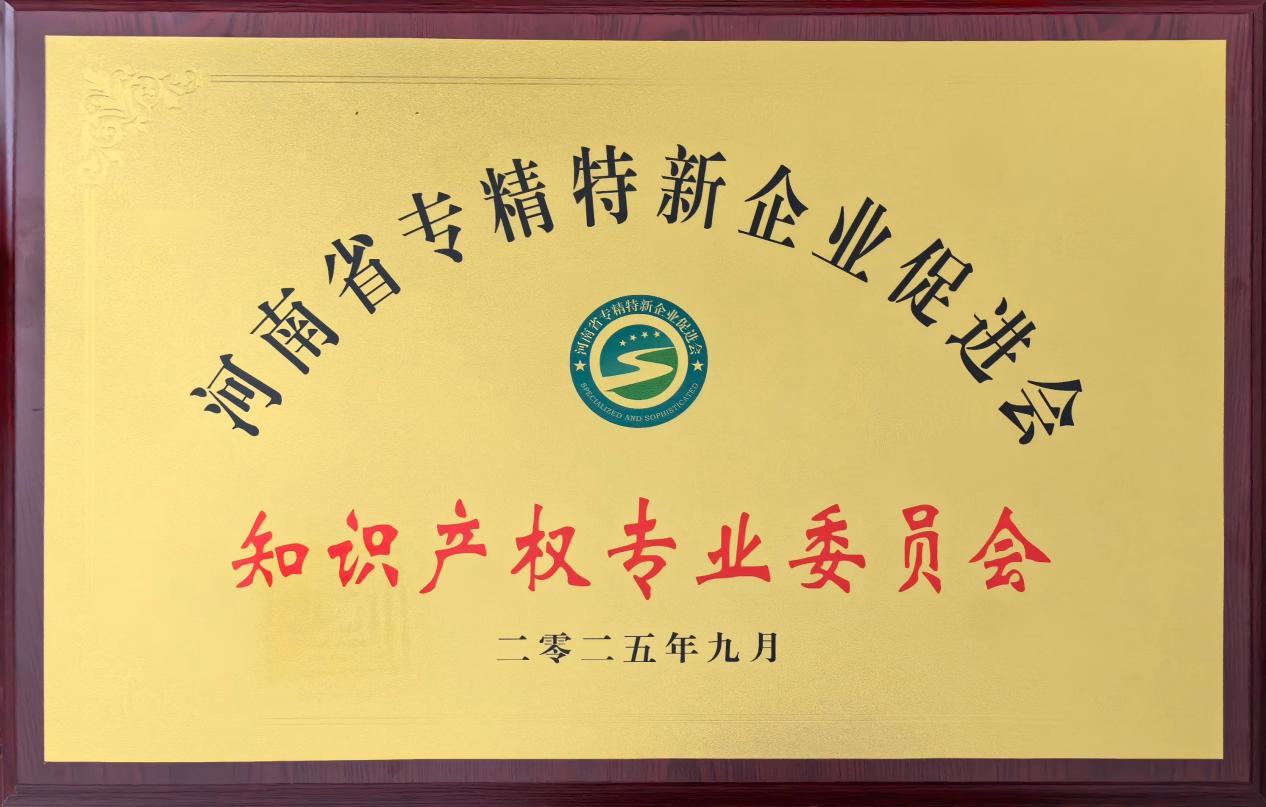 河南省专精特新企业促进会
河南省专精特新企业促进会
SPECIALIZED AND SOPHISTICATED
知识产权专业委员会
二零二五年九月